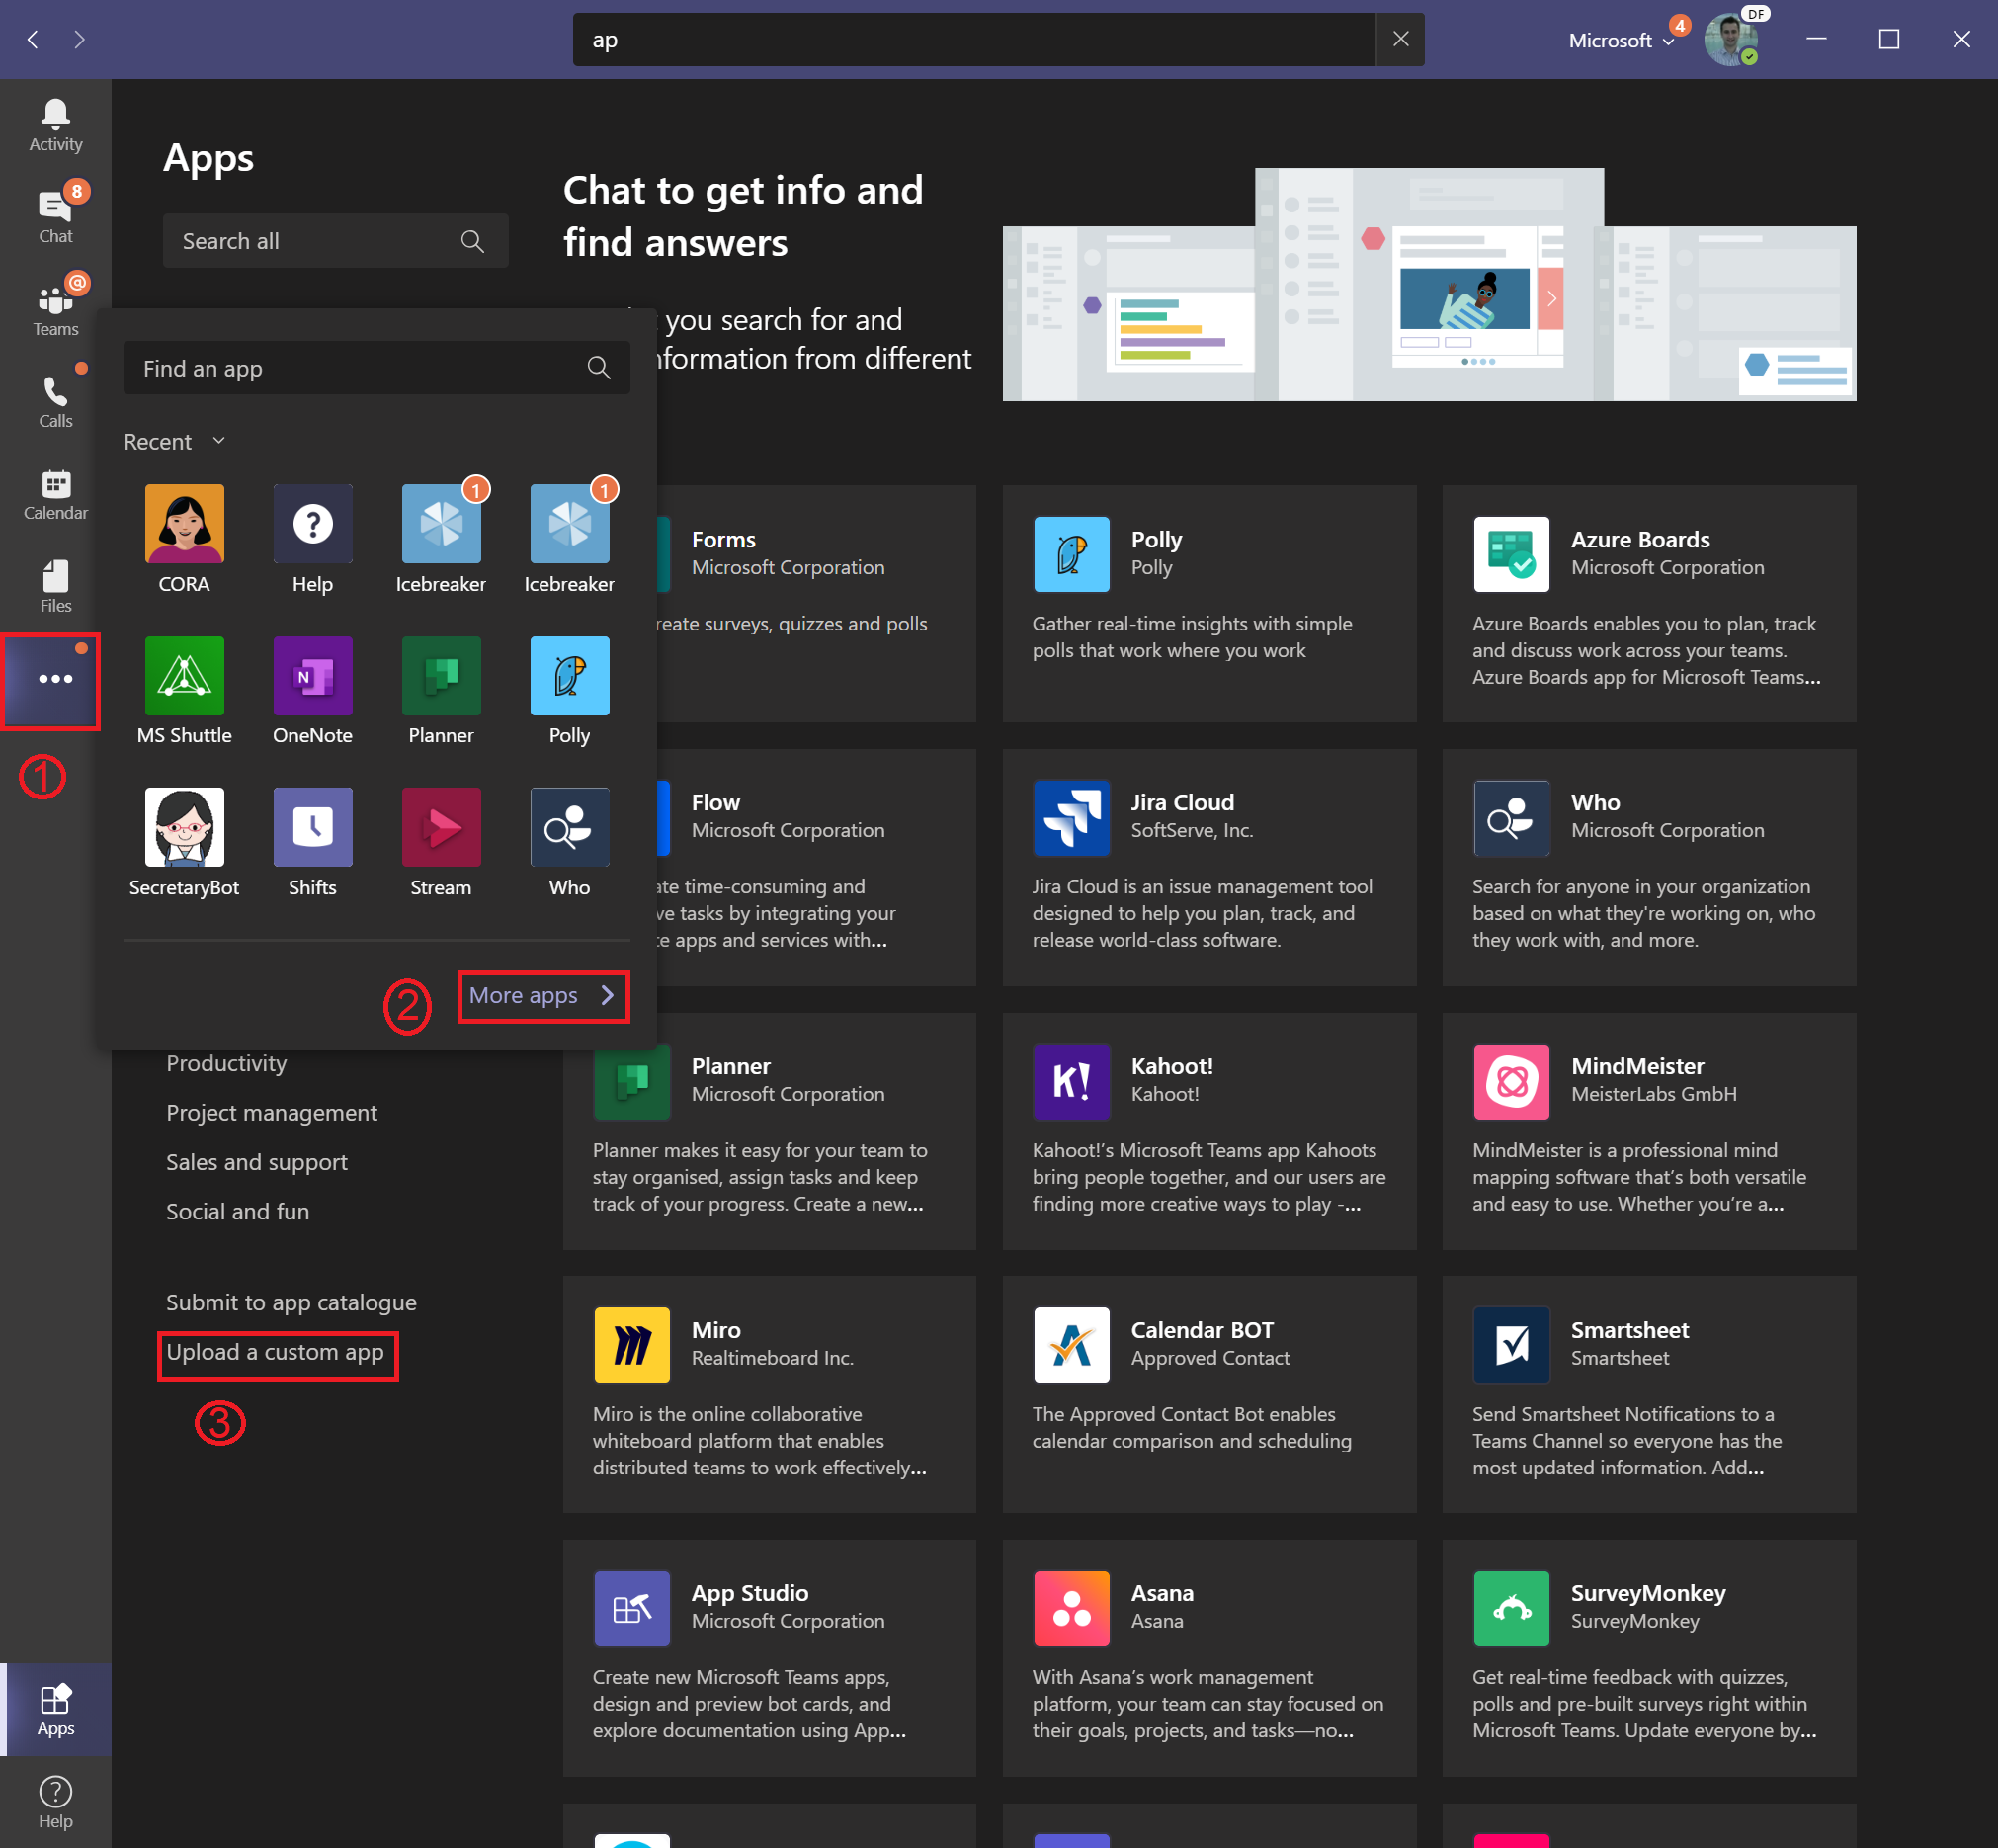 ap
Microsoft
4
DF
Activity
8
Chat
@
Teams
Calls
Calendar
Files
1
Apps
Help
Apps
Search all
Chat to get info and
find answers
you search for and
nformation from different
Find an app
Recent
CORA
Help
1
Icebreaker
1
Icebreaker
MS Shuttle
N
OneNote
Planner
Polly
SecretaryBot
Shifts
Stream
Who
2
More apps
Productivity
Project management
Sales and support
Social and fun
Submit to app catalogue
Upload a custom app
3
Forms
Microsoft Corporation
reate surveys, quizzes and polls
Polly
Polly
Gather real-time insights with simple
polls that work where you work
Azure Boards
Microsoft Corporation
Azure Boards enables you to plan, track
and discuss work across your teams.
Azure Boards app for Microsoft Teams...
Flow
Microsoft Corporation
ate time-consuming and
ve tasks by integrating your
te apps and services with...
Jira Cloud
SoftServe, Inc.
Jira Cloud is an issue management tool
designed to help you plan, track, and
release world-class software.
Who
Microsoft Corporation
Search for anyone in your organization
based on what they're working on, who
they work with, and more.
Planner
Microsoft Corporation
Planner makes it easy for your team to
stay organised, assign tasks and keep
track of your progress. Create a new...
K!
Kahoot!
Kahoot!
Kahoot!’s Microsoft Teams app Kahoots
bring people together, and our users are
finding more creative ways to play -...
MindMeister
MeisterLabs GmbH
MindMeister is a professional mind
mapping software that’s both versatile
and easy to use. Whether you’re a...
Miro
Realtimeboard Inc.
Miro is the online collaborative
whiteboard platform that enables
distributed teams to work effectively...
Calendar BOT
Approved Contact
The Approved Contact Bot enables
calendar comparison and scheduling
Smartsheet
Smartsheet
Send Smartsheet Notifications to a
Teams Channel so everyone has the
most updated information. Add...
App Studio
Microsoft Corporation
Create new Microsoft Teams apps,
design and preview bot cards, and
explore documentation using App...
Asana
Asana
With Asana’s work management
platform, your team can stay focused on
their goals, projects, and tasks—no...
SurveyMonkey
SurveyMonkey
Get real-time feedback with quizzes,
polls and pre-built surveys right within
Microsoft Teams. Update everyone by...